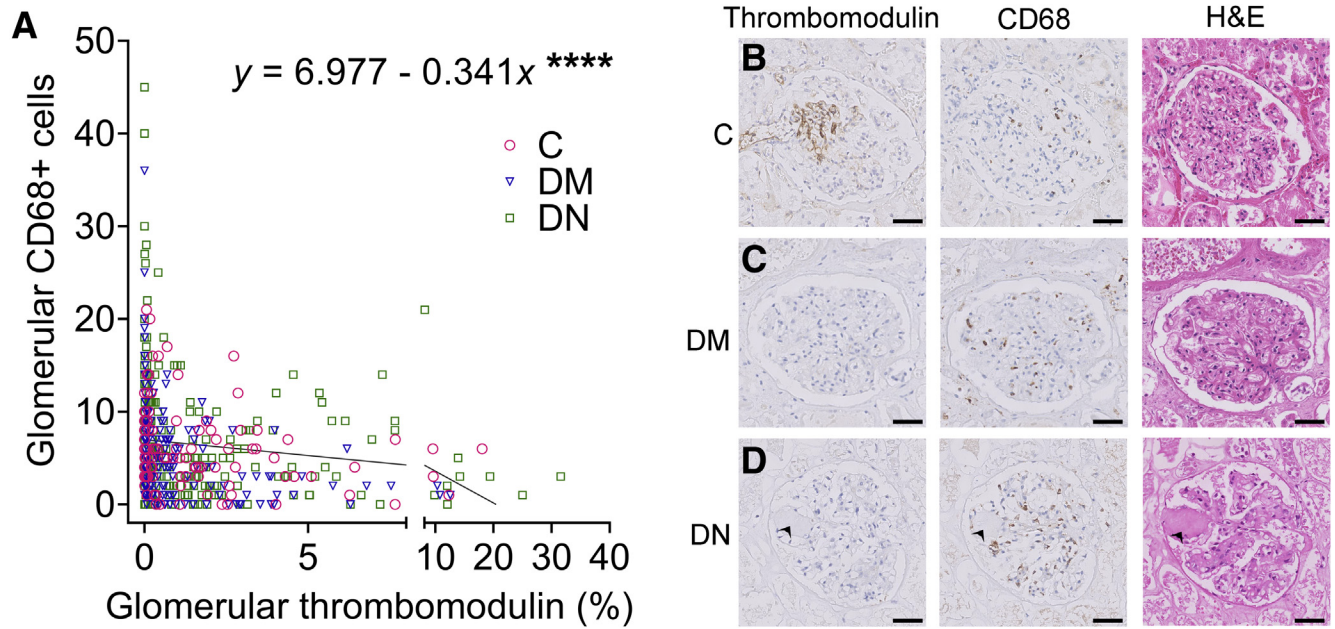 A
Glomerular CD68+ cells
50
40
30
20
10
0
y = 6.977 - 0.341x ****
C
DM
DN
0 5 10 20 30 40
Glomerular thrombomodulin (%)
Thrombomodulin CD68 H&E
B
C
C
DM
D
DN